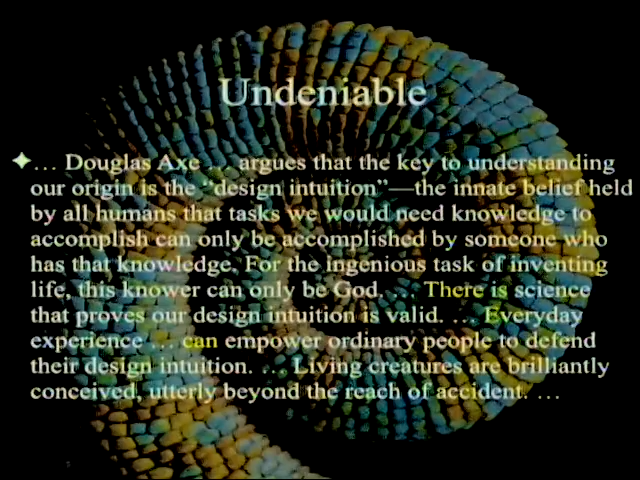 Undeniable
… Douglas Axe … argues that the key to understanding
our origin is the “design intuition”—the innate belief held
by all humans that tasks we would need knowledge to
accomplish can only be accomplished by someone who
has that knowledge. For the ingenious task of inventing
life, this knower can only be God. … There is science
that proves our design intuition is valid. … Everyday
experience … can empower ordinary people to defend
their design intuition. … Living creatures are brilliantly
conceived, utterly beyond the reach of accident. …